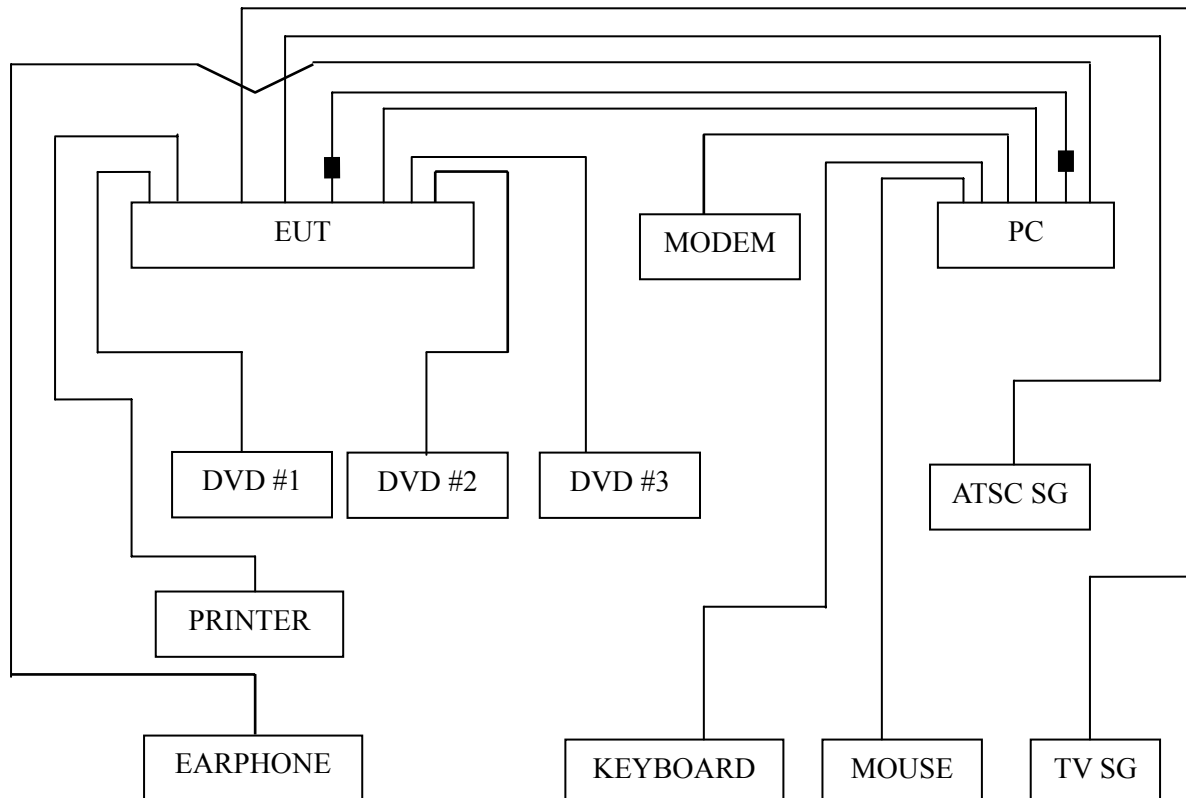 EUT
MODEM
PC
DVD #1
DVD #2
DVD #3
ATSC SG
PRINTER
EARPHONE
KEYBOARD
MOUSE
TV SG